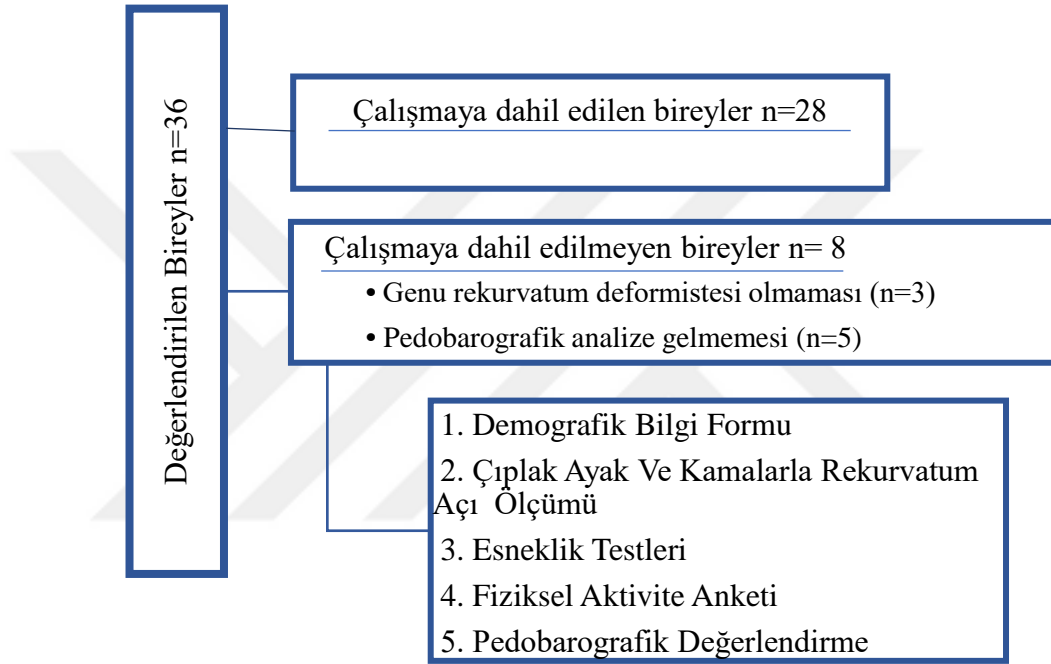 Değerlendirilen Bireyler n=36
Çalışmaya dahil edilen bireyler n=28
Çalışmaya dahil edilmeyen bireyler n= 8
• Genu rekurvatum deformistesi olmaması (n=3)
• Pedobarografik analize gelmemesi (n=5)
1. Demografik Bilgi Formu
2. Çıplak Ayak Ve Kamalarla Rekurvatum
Açı Ölçümü
3. Esneklik Testleri
4. Fiziksel Aktivite Anketi
5. Pedobarografik Değerlendirme